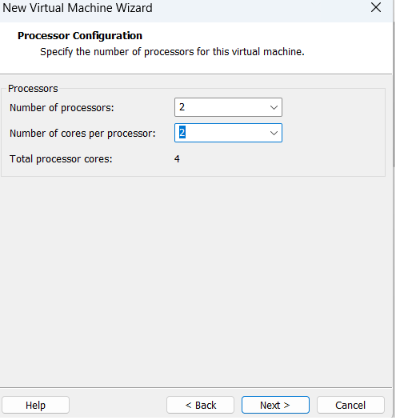 New Virtual Machine Wizard
Processor Configuration
Specify the number of processors for this virtual machine.
Processors
Number of processors: 2
Number of cores per processor: 2
Total processor cores: 4
Help < Back Next > Cancel